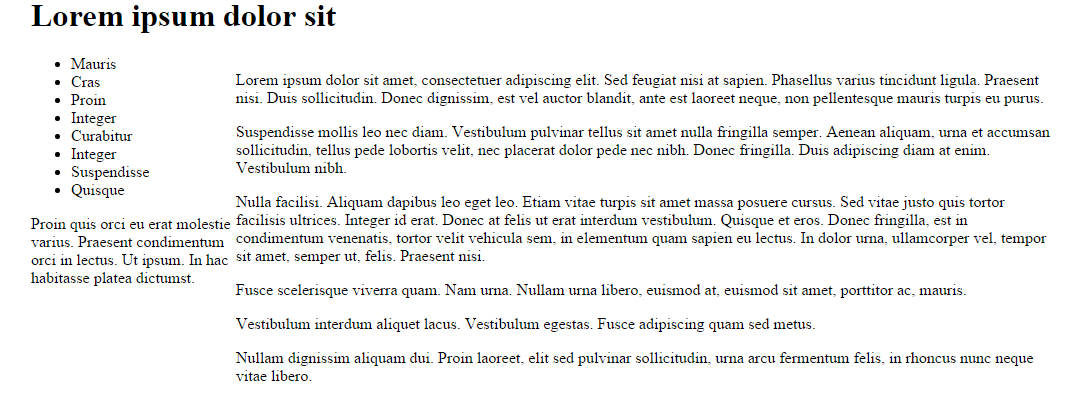 Lorem ipsum dolor sit
Mauris
Cras
Proin
Integer
Curabitur
Integer
Suspendisse
Quisque
Proin quis orci eu erat molestie
varius. Praesent condimentum
orci in lectus. Ut ipsum. In hac
habitasse platea dictumst.
Lorem ipsum dolor sit amet, consectetuer adipiscing elit. Sed feugiat nisi at sapien. Phasellus varius tincidunt ligula. Praesent
nisi. Duis sollicitudin. Donec dignissim, est vel auctor blandit, ante est laoreet neque, non pellentesque mauris turpis eu purus.
Suspendisse mollis leo nec diam. Vestibulum pulvinar tellus sit amet nulla fringilla semper. Aenean aliquam, urna et accumsan
sollicitudin, tellus pede lobortis velit, nec placerat dolor pede nec nibh. Donec fringilla. Duis adipiscing diam at enim.
Vestibulum nibh.
Nulla facilisi. Aliquam dapibus leo eget leo. Etiam vitae turpis sit amet massa posuere cursus. Sed vitae justo quis tortor
facilisis ultrices. Integer id erat. Donec at felis ut erat interdum vestibulum. Quisque et eros. Donec fringilla, est in
condimentum venenatis, tortor velit vehicula sem, in elementum quam sapien eu lectus. In dolor urna, ullamcorper vel, tempor
sit amet, semper ut, felis. Praesent nisi.
Fusce scelerisque viverra quam. Nam urna. Nullam urna libero, euismod at, euismod sit amet, porttitor ac, mauris.
Vestibulum interdum aliquet lacus. Vestibulum egestas. Fusce adipiscing quam sed metus.
Nullam dignissim aliquam dui. Proin laoreet, elit sed pulvinar sollicitudin, urna arcu fermentum felis, in rhoncus nunc neque
vitae libero.